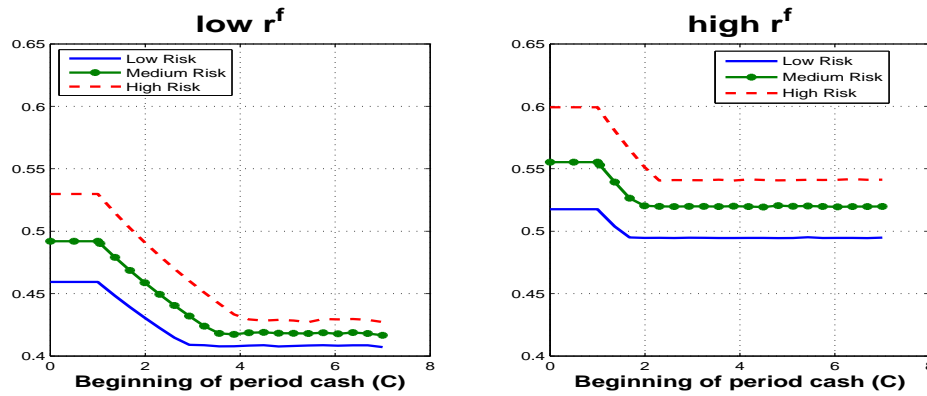 low r^f
0.65
0.6
0.55
0.5
0.45
0.4
0 2 4 6 8
Low Risk
Medium Risk
High Risk
Beginning of period cash (C)
high r^f
0.65
0.6
0.55
0.5
0.45
0.4
0 2 4 6 8
Low Risk
Medium Risk
High Risk
Beginning of period cash (C)